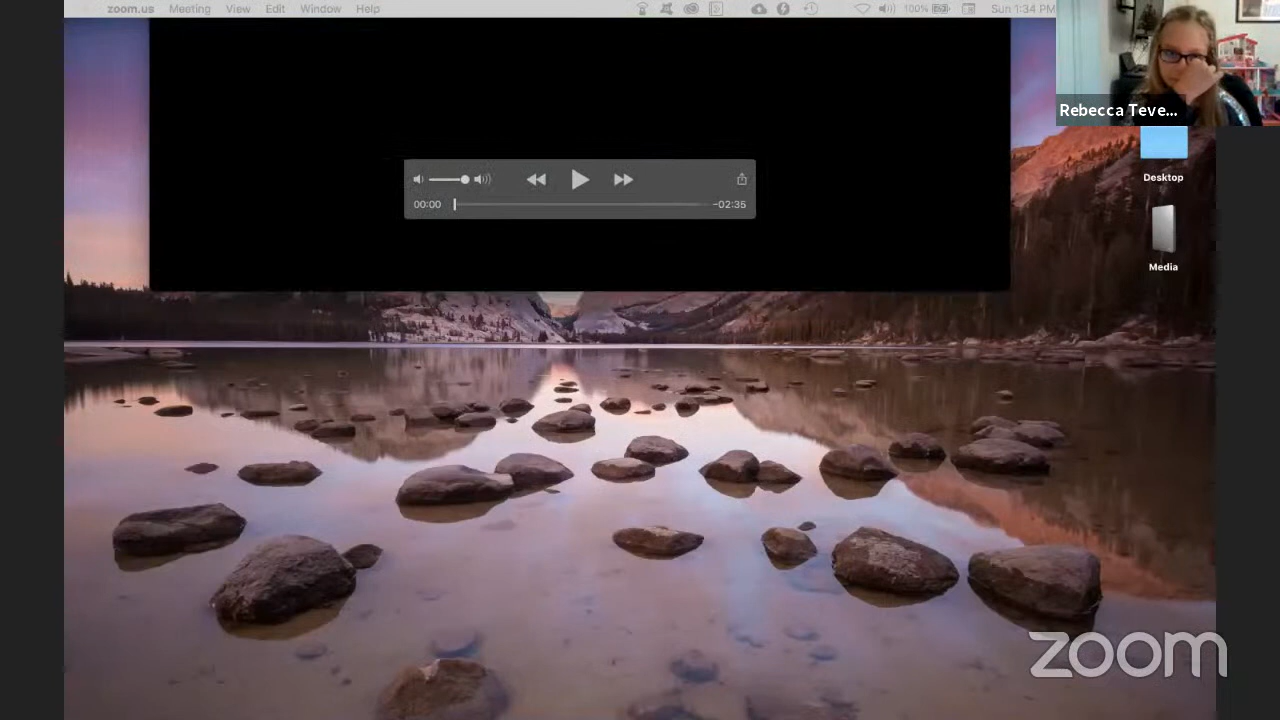 zoom.us Meeting View Edit Window Help 100% Sun 1:34 PM
Rebecca Teve...
Desktop
Media
00:00 -02:35
zoom